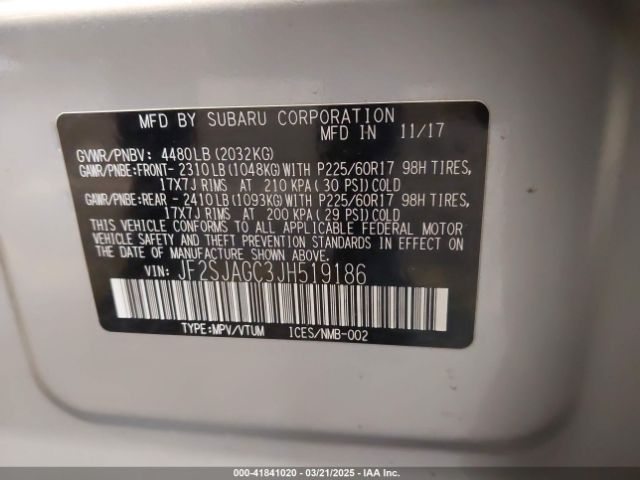 MFD BY SUBARU CORPORATION
MFD IN 11/17
GVWR/PNBV: 4480LB (2032KG)
GAWR/PNBE:FRONT- 2310LB (1048KG) WITH P225/60R17 98H TIRES,
17X7J RIMS AT 210 KPA (30 PSI) COLD
GAWR/PNBE:REAR - 2410LB (1093KG) WITH P225/60R17 98H TIRES,
17X7J RIMS AT 200 KPA (29 PSI) COLD
THIS VEHICLE CONFORMS TO ALL APPLICABLE FEDERAL MOTOR
VEHICLE SAFETY AND THEFT PREVENTION STANDARDS IN EFFECT
ON THE DATE OF MANUFACTURE SHOWN ABOVE.
VIN: JF2SJAGC3JH519186
TYPE:MPV/VTUM ICES/NMB-002
000-41841020 — 03/21/2025 — © IAA Holdings, LLC